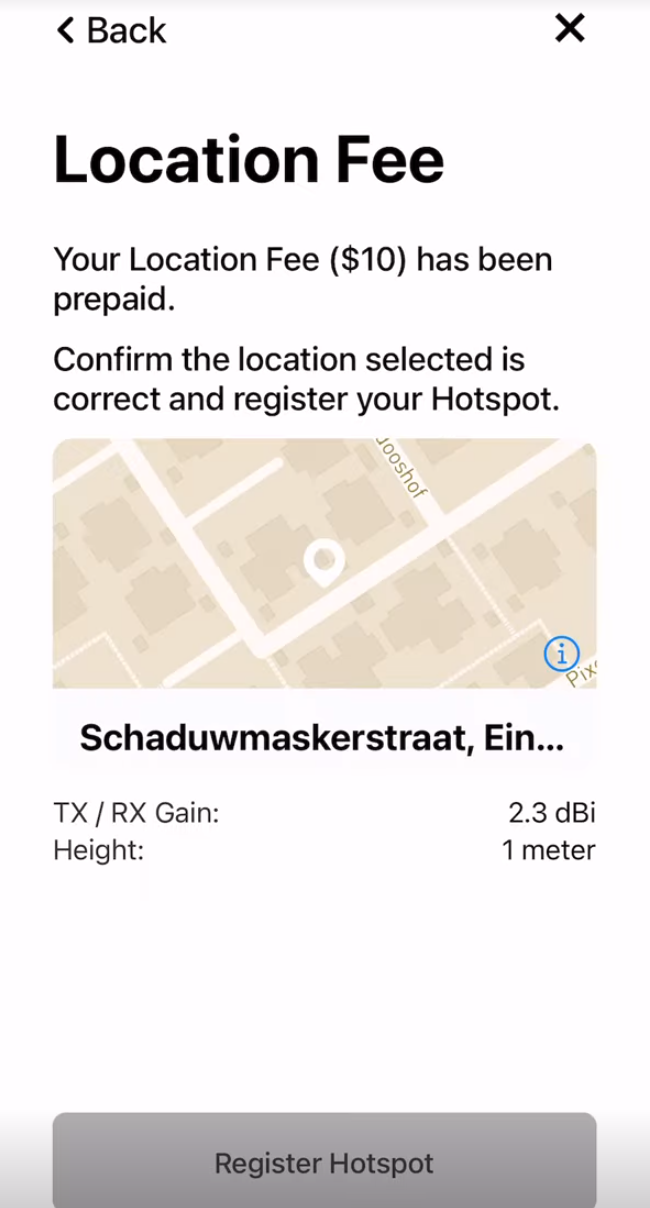 Back
Location Fee
Your Location Fee ($10) has been
prepaid.
Confirm the location selected is
correct and register your Hotspot.
ooshof
Pix
Schaduwmaskerstraat, Ein...
TX / RX Gain: 2.3 dBi
Height: 1 meter
Register Hotspot